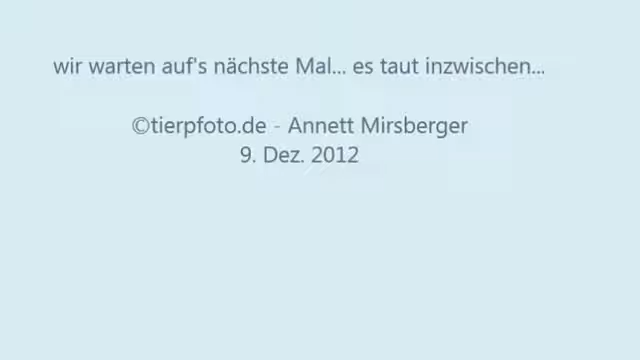 wir warten auf's nächste Mal... es taut inzwischen...
©tierpfoto.de - Annett Mirsberger
9. Dez. 2012